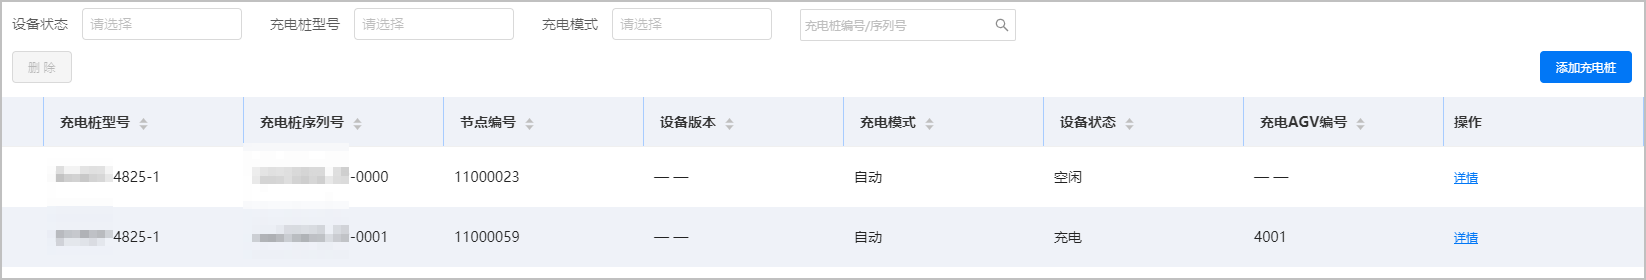 设备状态 请选择 充电桩型号 请选择 充电模式 请选择 充电桩编号/序列号
删 除 添加充电桩
充电桩型号 充电桩序列号 节点编号 设备版本 充电模式 设备状态 充电AGV编号 操作
4825-1 -0000 11000023 — — 自动 空闲 — — 详情
4825-1 -0001 11000059 — — 自动 充电 4001 详情